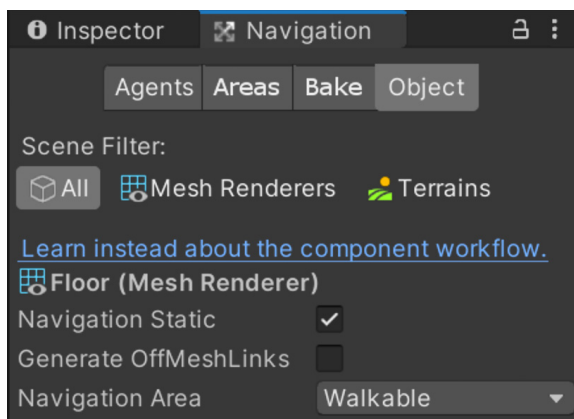 Inspector Navigation
Agents Areas Bake Object
Scene Filter:
All Mesh Renderers Terrains
Learn instead about the component workflow.
Floor (Mesh Renderer)
Navigation Static
Generate OffMeshLinks
Navigation Area Walkable